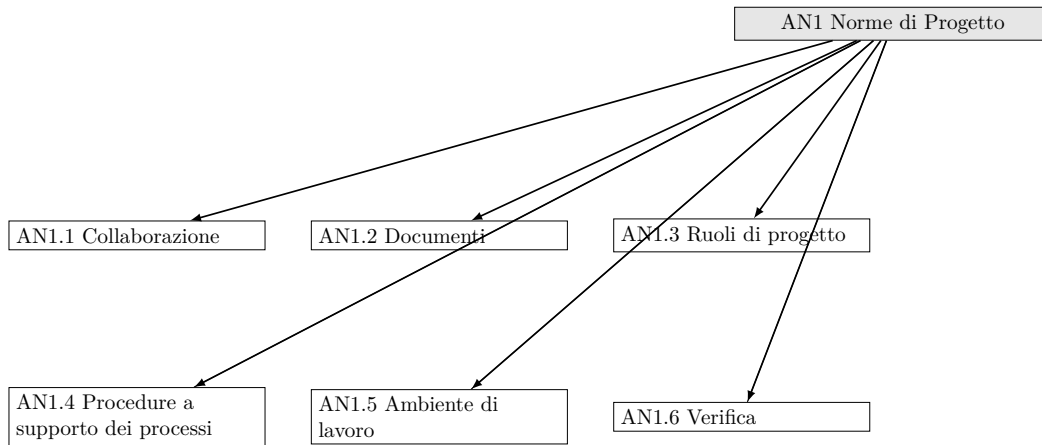 AN1 Norme di Progetto
AN1.1 Collaborazione
AN1.2 Documenti
AN1.3 Ruoli di progetto
AN1.4 Procedure a
supporto dei processi
AN1.5 Ambiente di
lavoro
AN1.6 Verifica